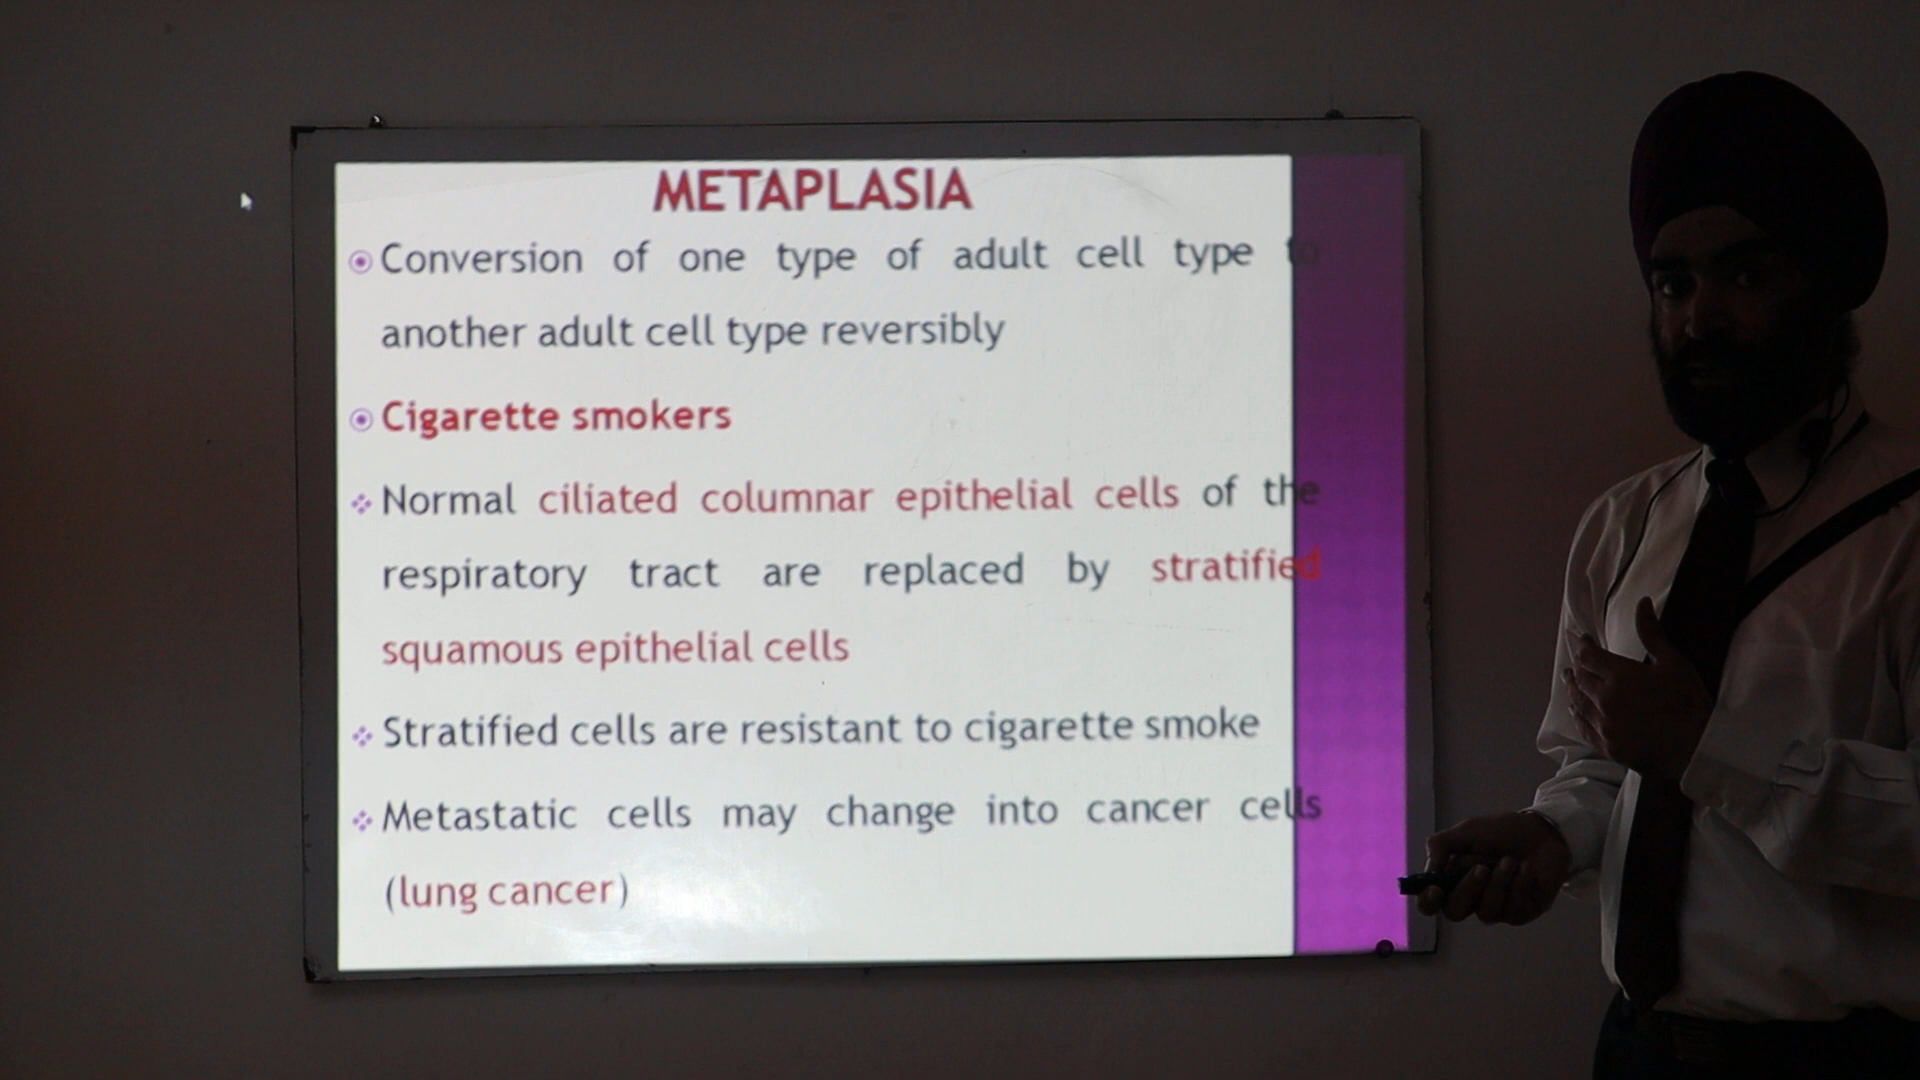 METAPLASIA
Conversion of one type of adult cell type to
another adult cell type reversibly
Cigarette smokers
Normal ciliated columnar epithelial cells of the
respiratory tract are replaced by stratified
squamous epithelial cells
Stratified cells are resistant to cigarette smoke
Metastatic cells may change into cancer cells
(lung cancer)